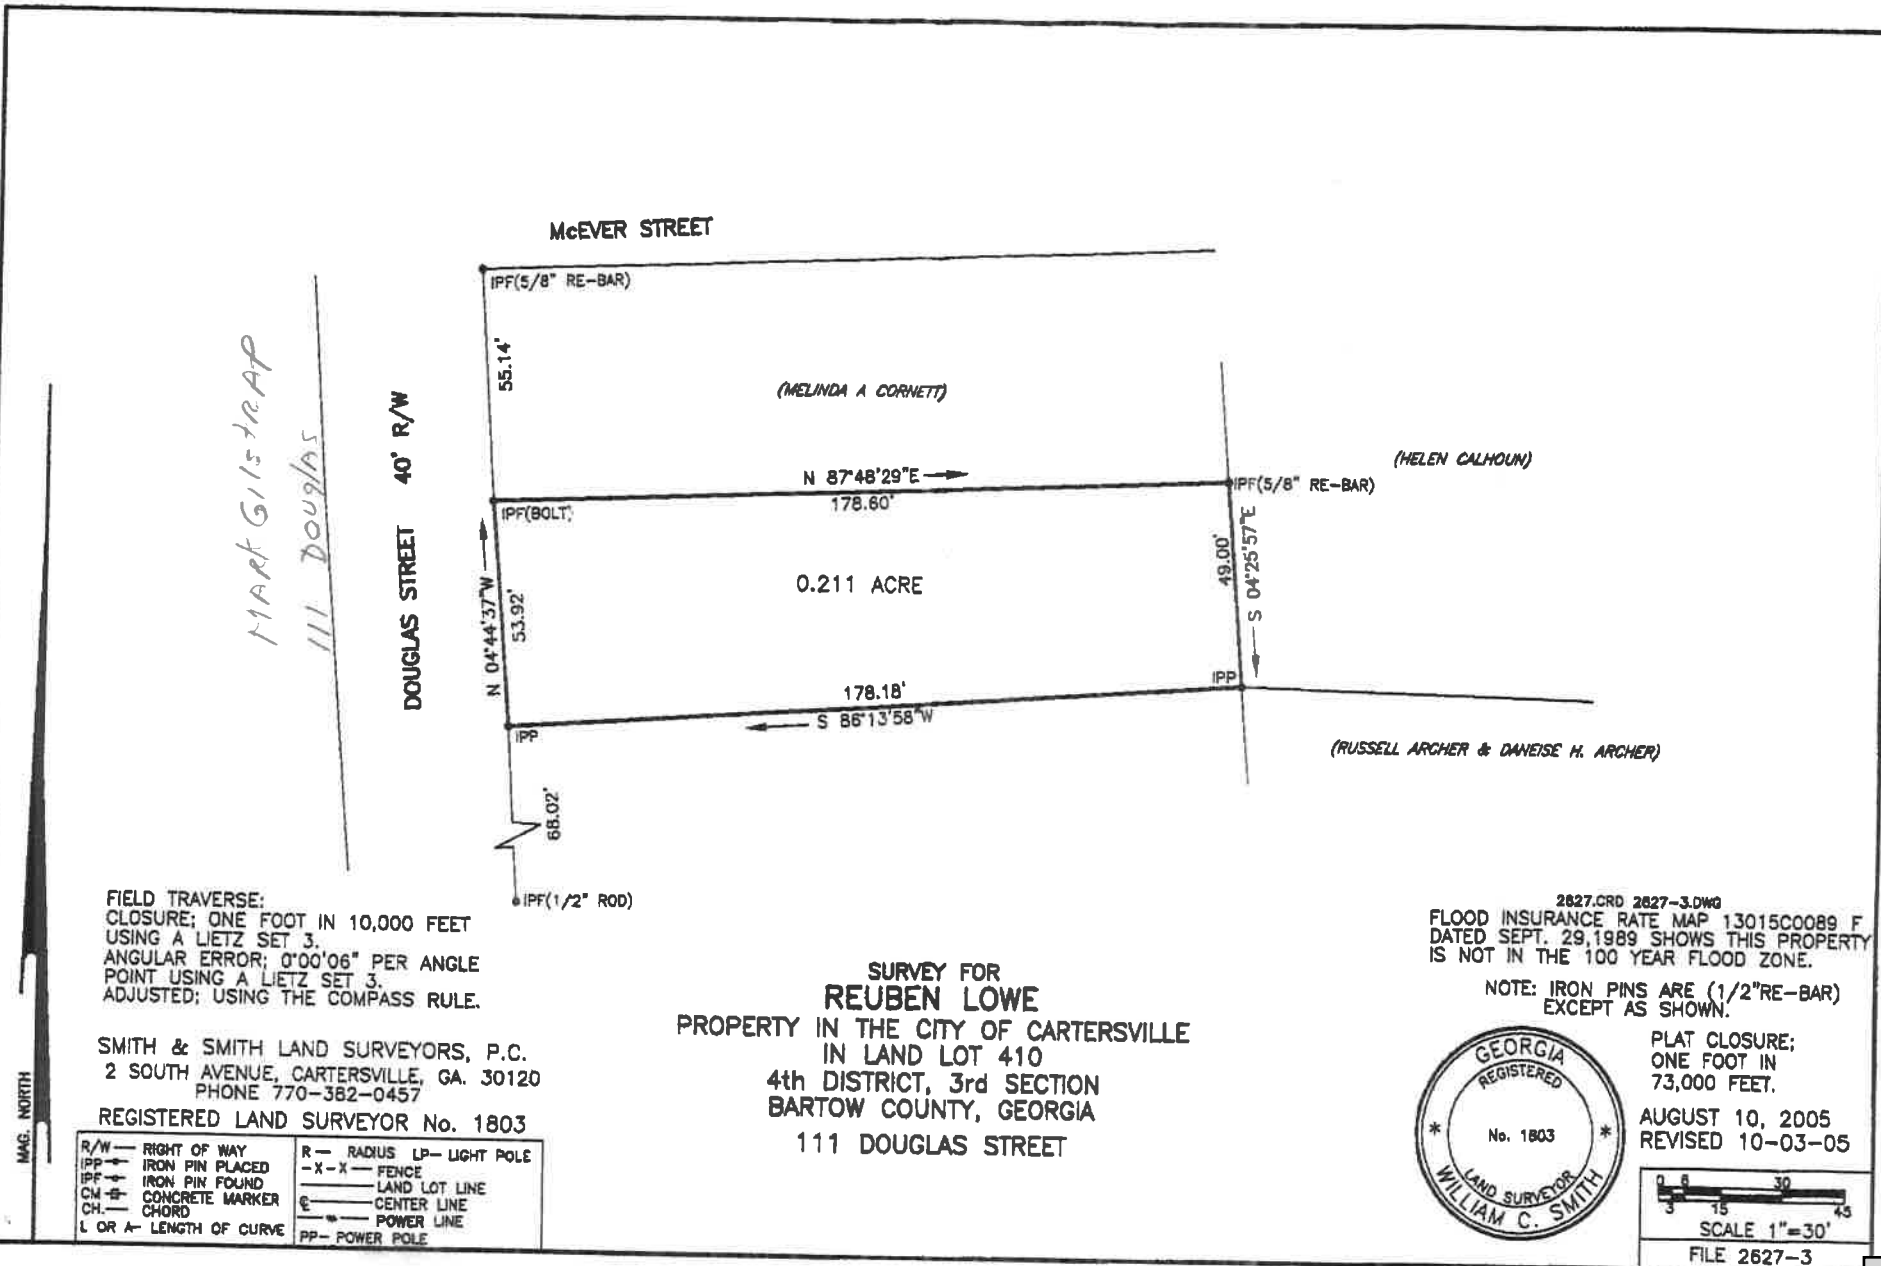 McEVER STREET
IPF(5/8" RE-BAR)
55.14'
(MELINDA A CORNETT)
MARK GILSTRAP
111 DOUGLAS
DOUGLAS STREET 40' R/W
N 87°48'29"E
178.60'
(HELEN CALHOUN)
IPF(5/8" RE-BAR)
IPF(BOLT)
N 04°44'37"W
53.92'
0.211 ACRE
49.00'
S 04°25'57"E
178.18'
S 86°13'58"W
IPP
IPP
(RUSSELL ARCHER & DANEISE H. ARCHER)
68.02'
IPF(1/2" ROD)
FIELD TRAVERSE:
CLOSURE; ONE FOOT IN 10,000 FEET
USING A LIETZ SET 3.
ANGULAR ERROR; 0°00'06" PER ANGLE
POINT USING A LIETZ SET 3.
ADJUSTED; USING THE COMPASS RULE.
SMITH & SMITH LAND SURVEYORS, P.C.
2 SOUTH AVENUE, CARTERSVILLE, GA. 30120
PHONE 770-382-0457
REGISTERED LAND SURVEYOR No. 1803
MAG. NORTH
R/W RIGHT OF WAY
IPP IRON PIN PLACED
IPF IRON PIN FOUND
CM CONCRETE MARKER
CH. CHORD
L OR A- LENGTH OF CURVE
R- RADIUS LP- LIGHT POLE
-X-X- FENCE
LAND LOT LINE
CENTER LINE
POWER LINE
PP- POWER POLE
SURVEY FOR
REUBEN LOWE
PROPERTY IN THE CITY OF CARTERSVILLE
IN LAND LOT 410
4th DISTRICT, 3rd SECTION
BARTOW COUNTY, GEORGIA
111 DOUGLAS STREET
2627.CRD 2627-3.DWG
FLOOD INSURANCE RATE MAP 13015C0089 F
DATED SEPT. 29,1989 SHOWS THIS PROPERTY
IS NOT IN THE 100 YEAR FLOOD ZONE.
NOTE: IRON PINS ARE (1/2"RE-BAR)
EXCEPT AS SHOWN.
GEORGIA
REGISTERED
No. 1803
LAND SURVEYOR
WILLIAM C. SMITH
PLAT CLOSURE;
ONE FOOT IN
73,000 FEET.
AUGUST 10, 2005
REVISED 10-03-05
0 6 30
3 15 45
SCALE 1"=30'
FILE 2627-3